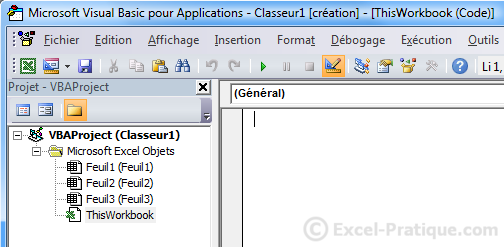 Microsoft Visual Basic pour Applications - Classeur1 [création] - [ThisWorkbook (Code)]
Fichier Edition Affichage Insertion Format Débogage Exécution Outils
Li 1,
Projet - VBAProject
(Général)
VBAProject (Classeur1)
Microsoft Excel Objets
Feuil1 (Feuil1)
Feuil2 (Feuil2)
Feuil3 (Feuil3)
ThisWorkbook
© Excel-Pratique.com